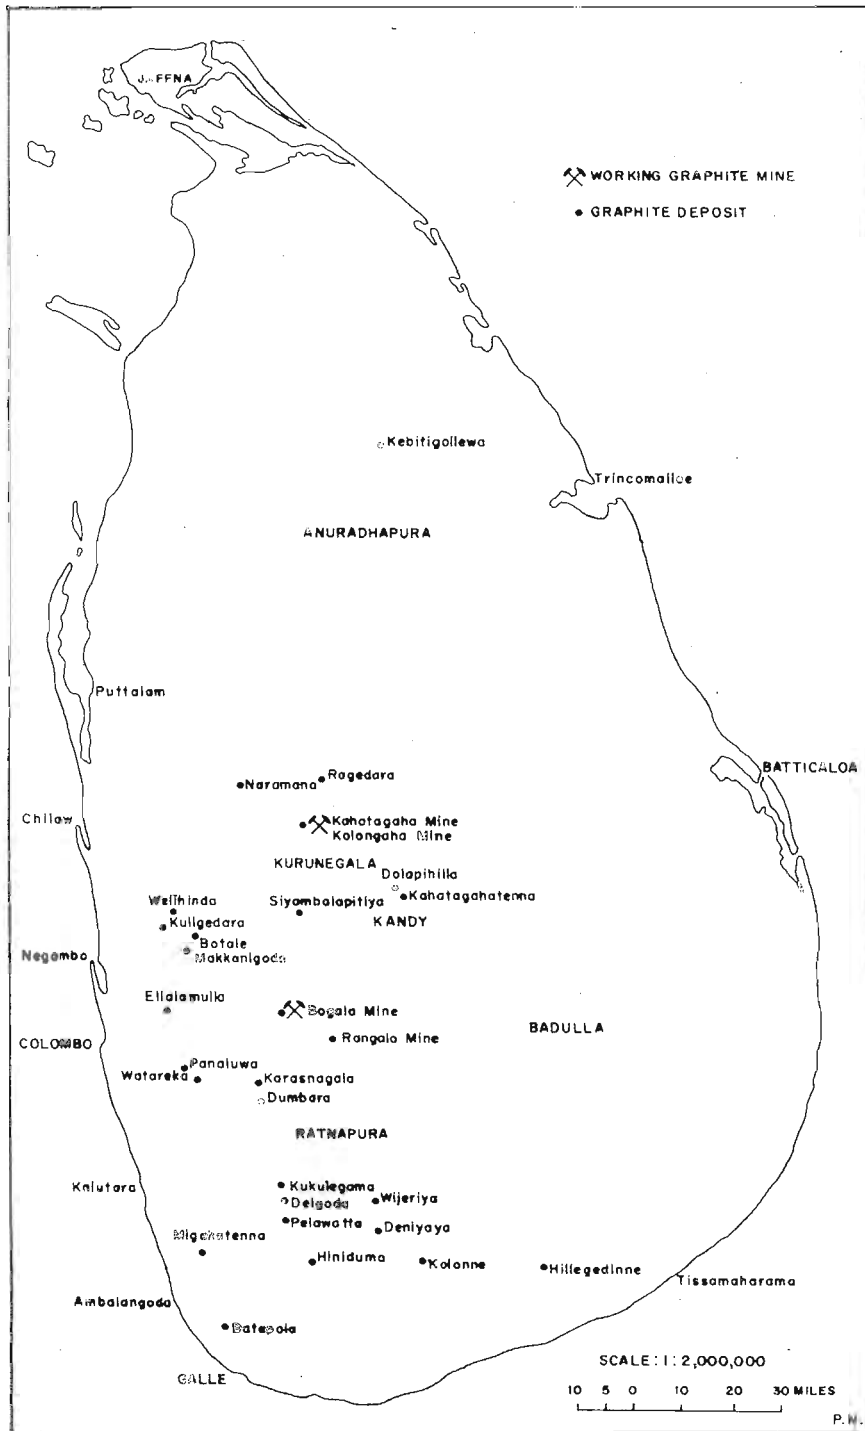 JAFFNA
WORKING GRAPHITE MINE
GRAPHITE DEPOSIT
Kebitigollewa
Trincomalloe
ANURADHAPURA
Puttalam
BATTICALOA
Ragedara
Naramana
Chilaw
Kahatagaha Mine
Kolongaha Mine
KURUNEGALA
Dolapihilla
Kahatagahatenna
Welihinda
Siyambalapitiya
Kuligedara
KANDY
Botale
Makkanigoda
Negombo
Ellalamulla
Bogala Mine
BADULLA
Rangala Mine
COLOMBO
Panaluwa
Watareka
Karasnagala
Dumbara
RATNAPURA
Kalutara
Kukulegama
Delgoda
Wijeriya
Pelawatta
Deniyaya
Migahatenna
Hiniduma
Kolonne
Hillegedinne
Tissamaharama
Ambalangoda
Batapola
GALLE
SCALE: 1: 2,000,000
10 5 0 10 20 30 MILES
P.M.